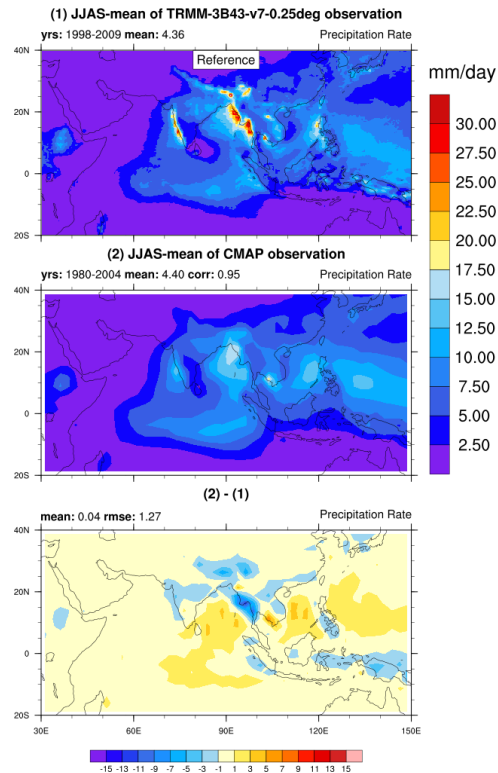 (1) JJAS-mean of TRMM-3B43-v7-0.25deg observation
yrs: 1998-2009 mean: 4.36 Precipitation Rate
Reference
40N
20N
0
20S
mm/day
30.00
27.50
25.00
22.50
20.00
17.50
15.00
12.50
10.00
7.50
5.00
2.50
(2) JJAS-mean of CMAP observation
yrs: 1980-2004 mean: 4.40 corr: 0.95 Precipitation Rate
40N
20N
0
20S
(2) - (1)
mean: 0.04 rmse: 1.27 Precipitation Rate
40N
20N
0
20S
30E 60E 90E 120E 150E
-15 -13 -11 -9 -7 -5 -3 -1 1 3 5 7 9 11 13 15